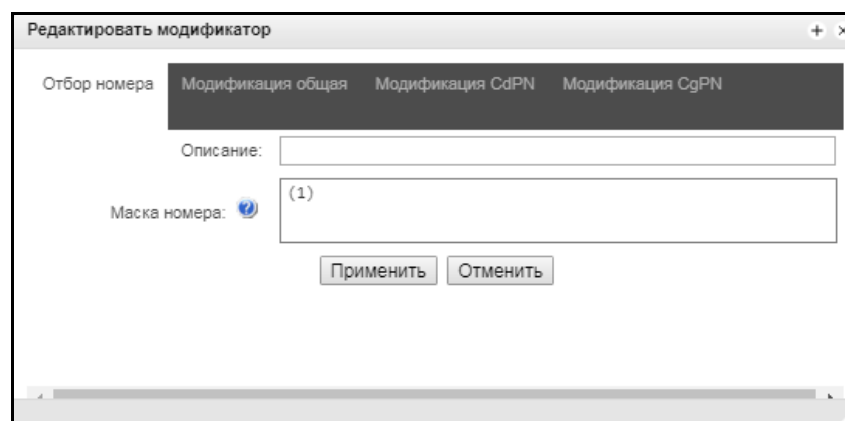 Редактировать модификатор
Отбор номера Модификация общая Модификация CdPN Модификация CgPN
Описание:
Маска номера: (1)
Применить Отменить